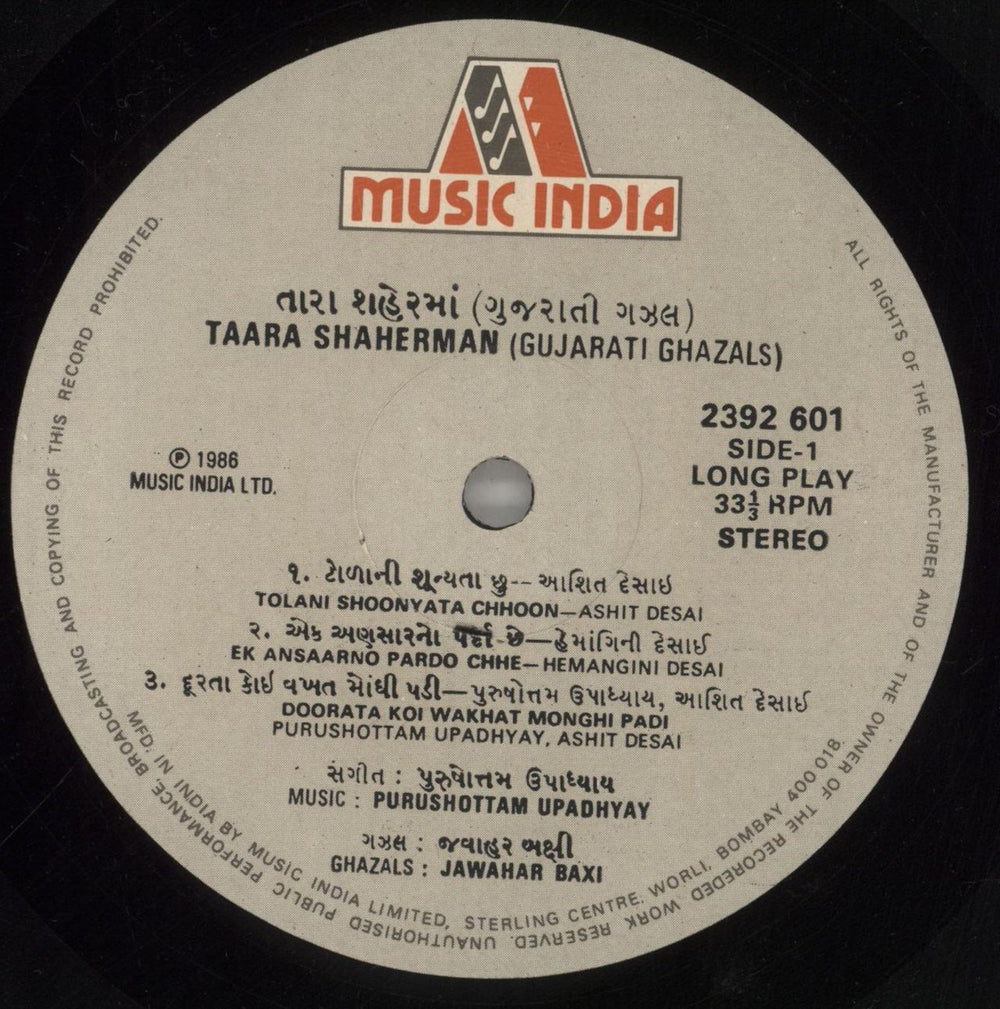 MUSIC INDIA
તારા શહેરમાં (ગુજરાતી ગઝલ)
TAARA SHAHERMAN (GUJARATI GHAZALS)
2392 601
SIDE-1
LONG PLAY
33⅓ RPM
STEREO
℗ 1986
MUSIC INDIA LTD.
૧. ટોળાની શૂન્યતા છુ--આશિત દેસાઇ
TOLANI SHOONYATA CHHOON—ASHIT DESAI
૨. એક અણસારનો પર્દો છે—હેમાંગિની દેસાઈ
EK ANSAARNO PARDO CHHE—HEMANGINI DESAI
૩. દૂરતા કોઈ વખત મોંઘી પડી—પુરુષોત્તમ ઉપાધ્યાય, આશિત દેસાઈ
DOORATA KOI WAKHAT MONGHI PADI
PURUSHOTTAM UPADHYAY, ASHIT DESAI
સંગીત : પુરુષોત્તમ ઉપાધ્યાય
MUSIC : PURUSHOTTAM UPADHYAY
ગઝલ : જવાહર બક્ષી
GHAZALS : JAWAHAR BAXI
MFD. IN INDIA BY MUSIC INDIA LIMITED, STERLING CENTRE. WORLI, BOMBAY 400 018.
ALL RIGHTS OF THE MANUFACTURER AND OF THE OWNER OF THE RECOREDED WORK RESERVED. UNAUTHORISED PUBLIC PERFORMANCE BROADCASTING AND COPYING OF THIS RECORD PROHIBITED.